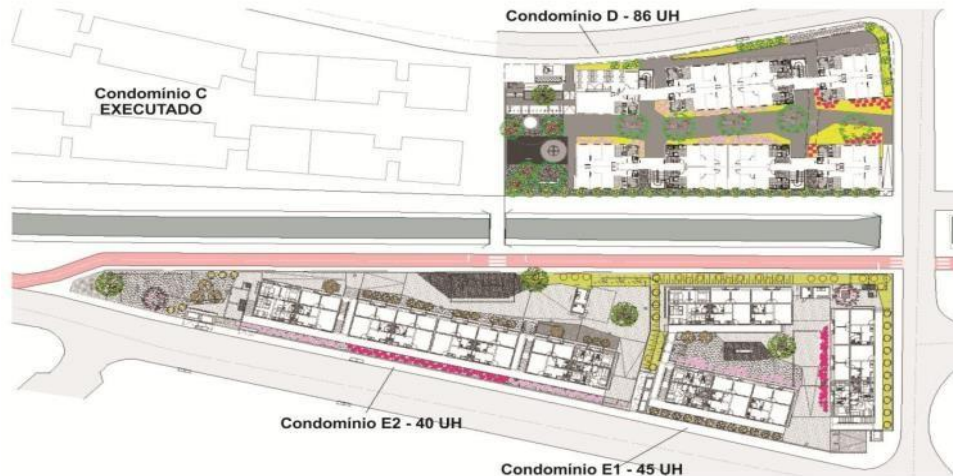 Condomínio D - 86 UH
Condomínio C
EXECUTADO
Condomínio E2 - 40 UH
Condomínio E1 - 45 UH